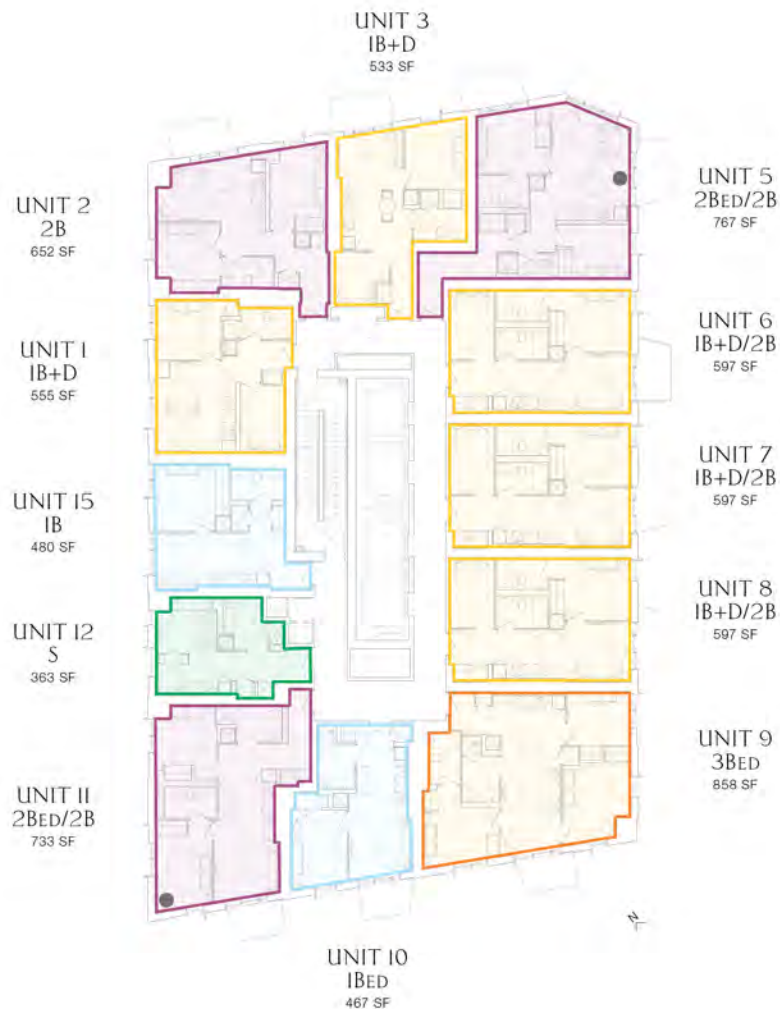 UNIT 3
1B+D
533 SF
UNIT 2
2B
652 SF
UNIT 5
2BED/2B
767 SF
UNIT 1
1B+D
555 SF
UNIT 6
1B+D/2B
597 SF
UNIT 7
1B+D/2B
597 SF
UNIT 15
1B
480 SF
UNIT 8
1B+D/2B
597 SF
UNIT 12
S
363 SF
UNIT 9
3BED
858 SF
UNIT 11
2BED/2B
733 SF
N
UNIT 10
1BED
467 SF